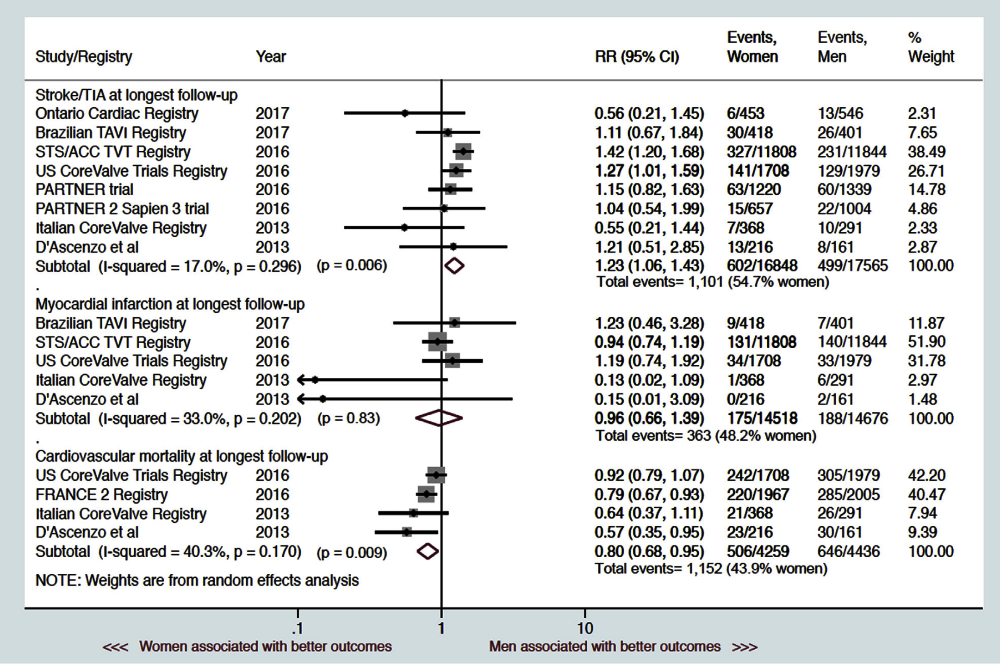 Study/Registry Year RR (95% CI) Events, Women Events, Men % Weight
Stroke/TIA at longest follow-up
Ontario Cardiac Registry 2017 0.56 (0.21, 1.45) 6/453 13/546 2.31
Brazilian TAVI Registry 2017 1.11 (0.67, 1.84) 30/418 26/401 7.65
STS/ACC TVT Registry 2016 1.42 (1.20, 1.68) 327/11808 231/11844 38.49
US CoreValve Trials Registry 2016 1.27 (1.01, 1.59) 141/1708 129/1979 26.71
PARTNER trial 2016 1.15 (0.82, 1.63) 63/1220 60/1339 14.78
PARTNER 2 Sapien 3 trial 2016 1.04 (0.54, 1.99) 15/657 22/1004 4.86
Italian CoreValve Registry 2013 0.55 (0.21, 1.44) 7/368 10/291 2.33
D'Ascenzo et al 2013 1.21 (0.51, 2.85) 13/216 8/161 2.87
Subtotal (I-squared = 17.0%, p = 0.296) (p = 0.006) 1.23 (1.06, 1.43) 602/16848 499/17565 100.00
Total events= 1,101 (54.7% women)
.
Myocardial infarction at longest follow-up
Brazilian TAVI Registry 2017 1.23 (0.46, 3.28) 9/418 7/401 11.87
STS/ACC TVT Registry 2016 0.94 (0.74, 1.19) 131/11808 140/11844 51.90
US CoreValve Trials Registry 2016 1.19 (0.74, 1.92) 34/1708 33/1979 31.78
Italian CoreValve Registry 2013 0.13 (0.02, 1.09) 1/368 6/291 2.97
D'Ascenzo et al 2013 0.15 (0.01, 3.09) 0/216 2/161 1.48
Subtotal (I-squared = 33.0%, p = 0.202) (p = 0.83) 0.96 (0.66, 1.39) 175/14518 188/14676 100.00
Total events= 363 (48.2% women)
.
Cardiovascular mortality at longest follow-up
US CoreValve Trials Registry 2016 0.92 (0.79, 1.07) 242/1708 305/1979 42.20
FRANCE 2 Registry 2016 0.79 (0.67, 0.93) 220/1967 285/2005 40.47
Italian CoreValve Registry 2013 0.64 (0.37, 1.11) 21/368 26/291 7.94
D'Ascenzo et al 2013 0.57 (0.35, 0.95) 23/216 30/161 9.39
Subtotal (I-squared = 40.3%, p = 0.170) (p = 0.009) 0.80 (0.68, 0.95) 506/4259 646/4436 100.00
Total events= 1,152 (43.9% women)
NOTE: Weights are from random effects analysis
.1 1 10
<<< Women associated with better outcomes Men associated with better outcomes >>>